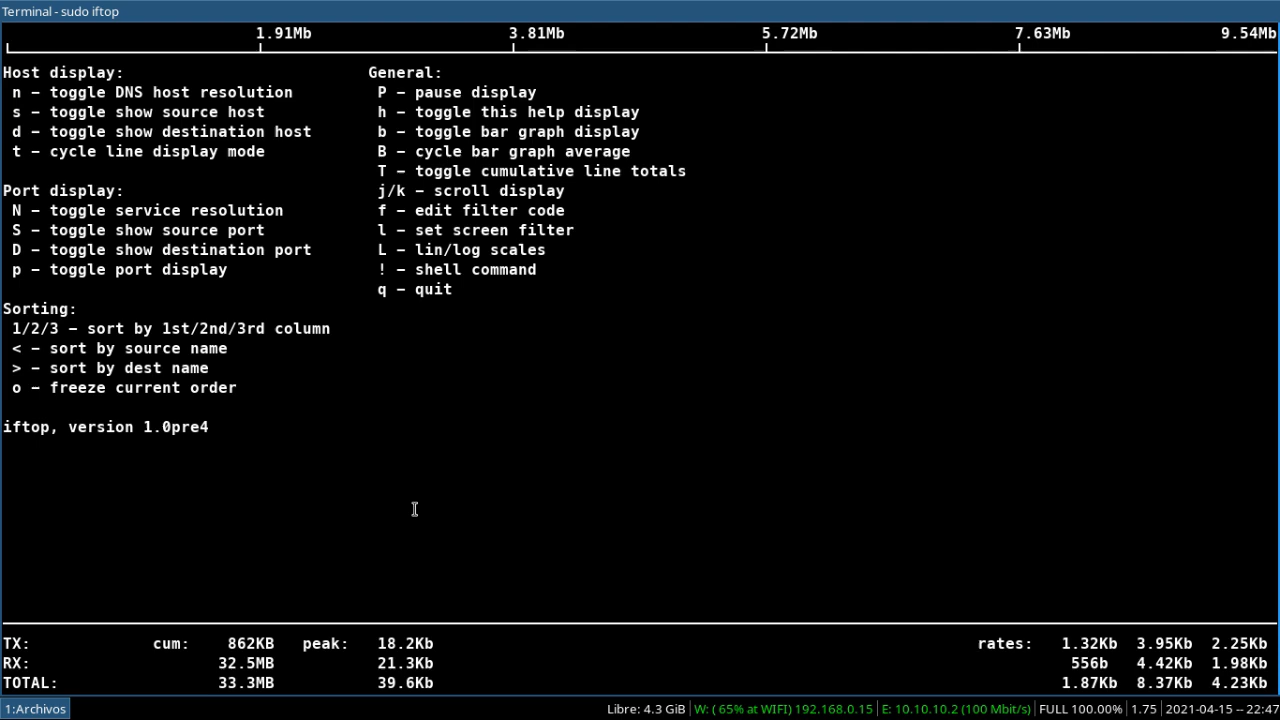 Terminal - sudo iftop
1.91Mb 3.81Mb 5.72Mb 7.63Mb 9.54Mb
Host display: General:
n – toggle DNS host resolution P – pause display
s – toggle show source host h – toggle this help display
d – toggle show destination host b – toggle bar graph display
t – cycle line display mode B – cycle bar graph average
T – toggle cumulative line totals
Port display: j/k – scroll display
N – toggle service resolution f – edit filter code
S – toggle show source port l – set screen filter
D – toggle show destination port L – lin/log scales
p – toggle port display ! – shell command
q – quit
Sorting:
1/2/3 – sort by 1st/2nd/3rd column
< – sort by source name
> – sort by dest name
o – freeze current order
iftop, version 1.0pre4
TX: cum: 862KB peak: 18.2Kb rates: 1.32Kb 3.95Kb 2.25Kb
RX: 32.5MB 21.3Kb 556b 4.42Kb 1.98Kb
TOTAL: 33.3MB 39.6Kb 1.87Kb 8.37Kb 4.23Kb
1:Archivos Libre: 4.3 GiB W: ( 65% at WIFI) 192.168.0.15 E: 10.10.10.2 (100 Mbit/s) FULL 100.00% 1.75 2021-04-15 -- 22:47